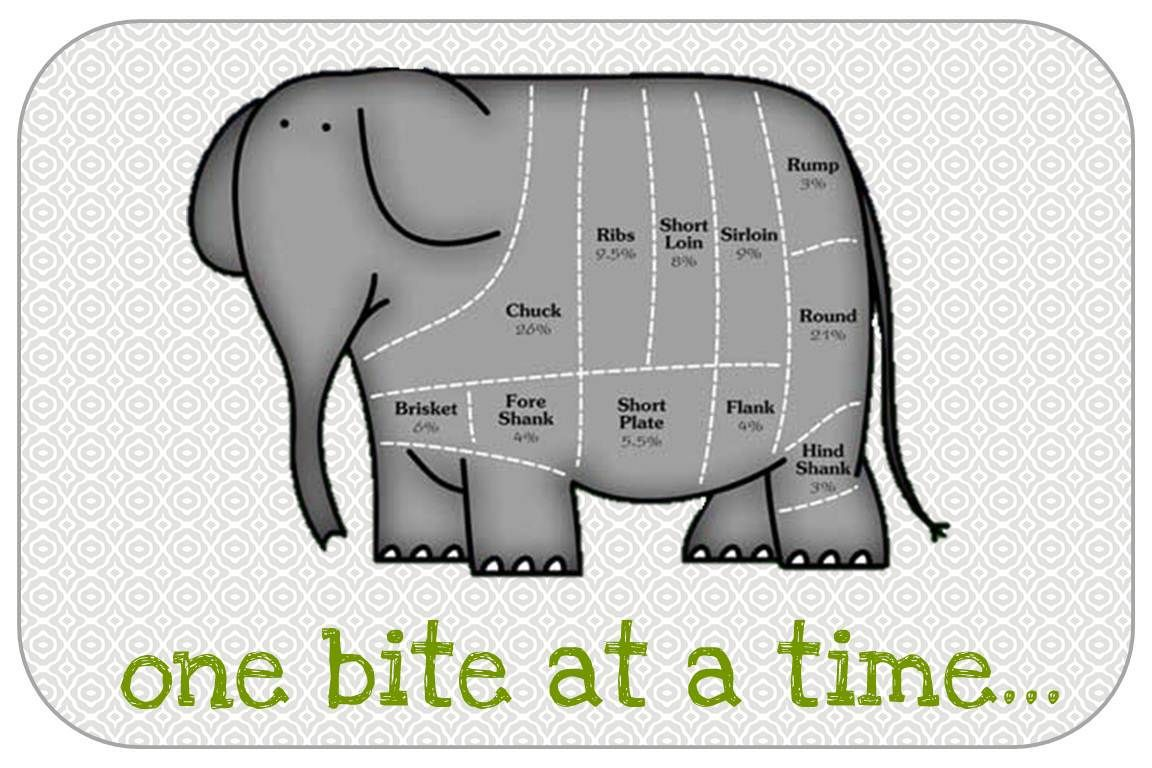 Rump
3%
Ribs
9.5%
Short
Loin
8%
Sirloin
9%
Chuck
26%
Round
21%
Brisket
6%
Fore
Shank
4%
Short
Plate
5.5%
Flank
4%
Hind
Shank
3%
one bite at a time...